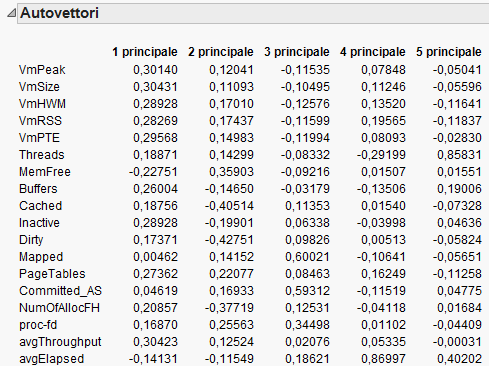 Autovettori
1 principale 2 principale 3 principale 4 principale 5 principale
VmPeak 0,30140 0,12041 -0,11535 0,07848 -0,05041
VmSize 0,30431 0,11093 -0,10495 0,11246 -0,05596
VmHWM 0,28928 0,17010 -0,12576 0,13520 -0,11641
VmRSS 0,28269 0,17437 -0,11599 0,19565 -0,11837
VmPTE 0,29568 0,14983 -0,11994 0,08093 -0,02830
Threads 0,18871 0,14299 -0,08332 -0,29199 0,85831
MemFree -0,22751 0,35903 -0,09216 0,01507 0,01551
Buffers 0,26004 -0,14650 -0,03179 -0,13506 0,19006
Cached 0,18756 -0,40514 0,11353 0,01540 -0,07328
Inactive 0,28928 -0,19901 0,06338 -0,03998 0,04636
Dirty 0,17371 -0,42751 0,09826 0,00513 -0,05824
Mapped 0,00462 0,14152 0,60021 -0,10641 -0,05651
PageTables 0,27362 0,22077 0,08463 0,16249 -0,11258
Committed_AS 0,04619 0,16933 0,59312 -0,11519 0,04775
NumOfAllocFH 0,20857 -0,37719 0,12531 -0,04118 0,01684
proc-fd 0,16870 0,25563 0,34498 0,01102 -0,04409
avgThroughput 0,30423 0,12524 0,02076 0,05335 -0,00031
avgElapsed -0,14131 -0,11549 0,18621 0,86997 0,40202